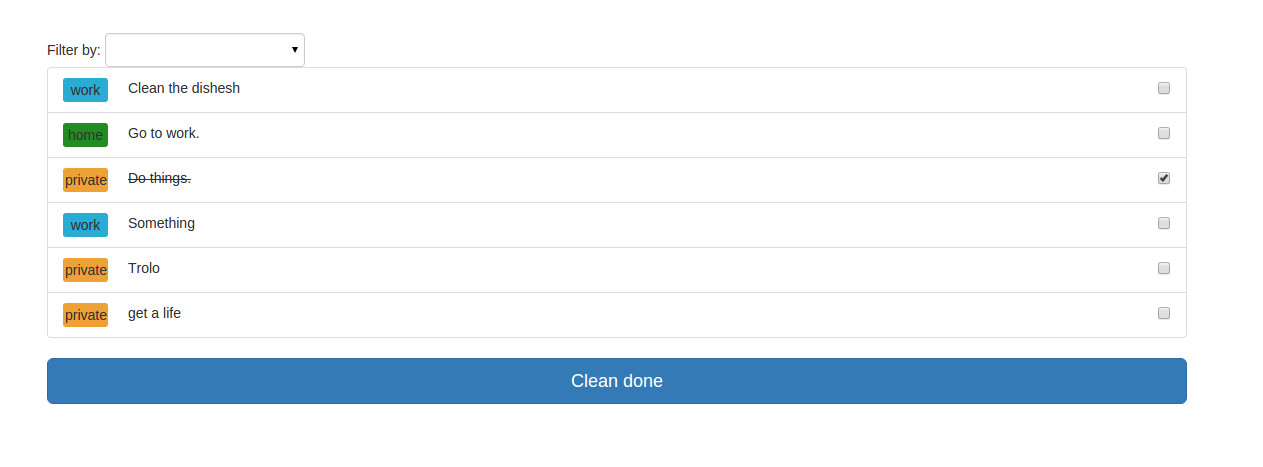 Filter by:
work Clean the dishesh
home Go to work.
private Do things.
work Something
private Trolo
private get a life
Clean done